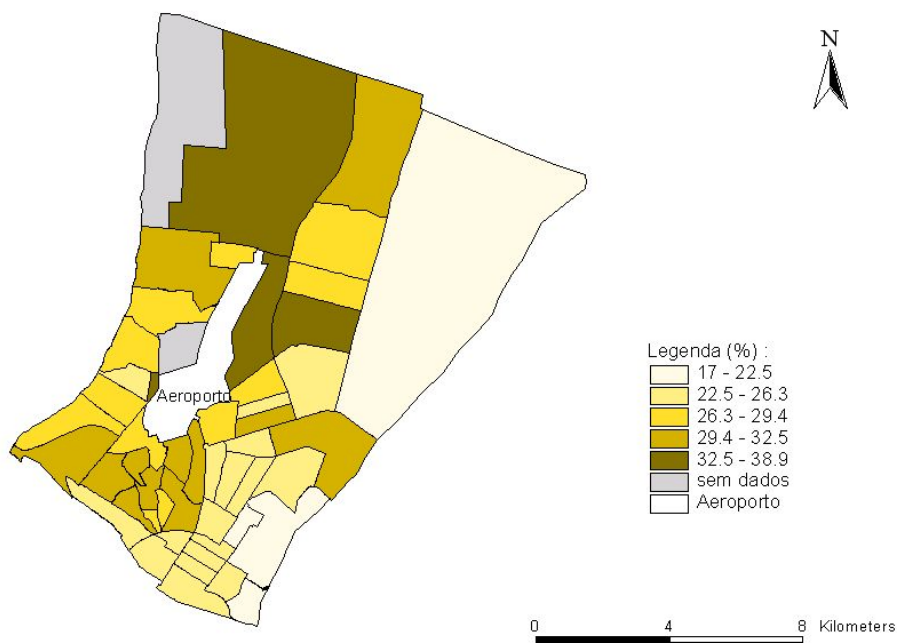 N
Aeroporto
Legenda (%) :
17 - 22.5
22.5 - 26.3
26.3 - 29.4
29.4 - 32.5
32.5 - 38.9
sem dados
Aeroporto
0 4 8 Kilometers